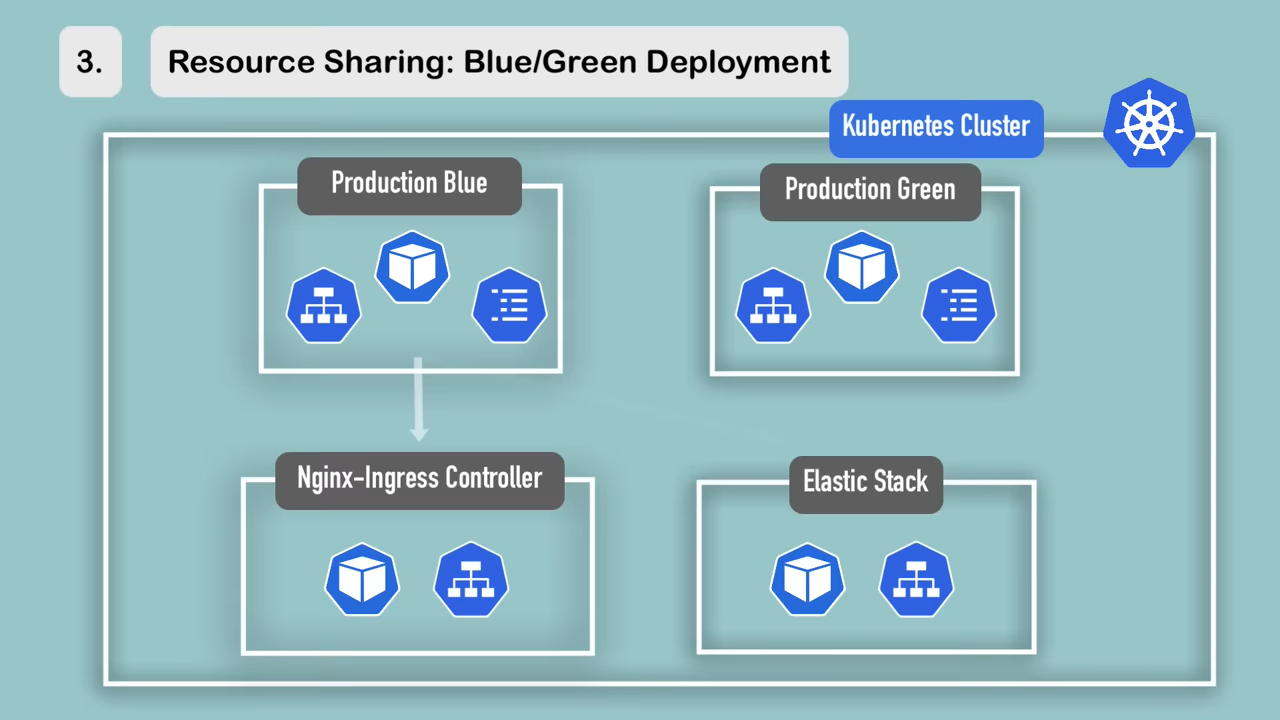 3.
Resource Sharing: Blue/Green Deployment
Kubernetes Cluster
Production Blue
Production Green
Nginx-Ingress Controller
Elastic Stack